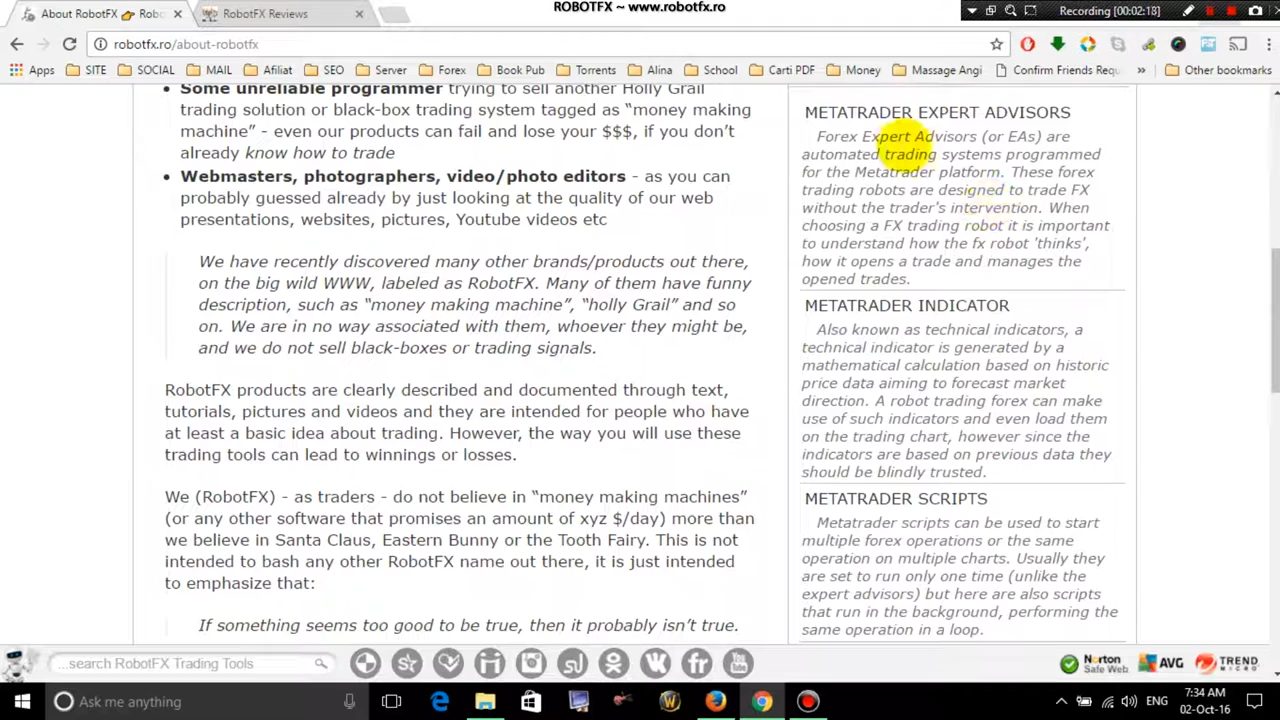 ROBOTFX ~ www.robotfx.ro
About RobotFX 👉 Robo
RobotFX Reviews
Recording [00:02:18]
robotfx.ro/about-robotfx
Apps SITE SOCIAL MAIL Afiliat SEO Server Forex Book Pub Torrents Alina School Carti PDF Money Massage Angi Confirm Friends Requ » Other bookmarks
• Some unreliable programmer trying to sell another Holly Grail
trading solution or black-box trading system tagged as “money making
machine” - even our products can fail and lose your $$$, if you don’t
already know how to trade
• Webmasters, photographers, video/photo editors - as you can
probably guessed already by just looking at the quality of our web
presentations, websites, pictures, Youtube videos etc
We have recently discovered many other brands/products out there,
on the big wild WWW, labeled as RobotFX. Many of them have funny
description, such as “money making machine”, “holly Grail” and so
on. We are in no way associated with them, whoever they might be,
and we do not sell black-boxes or trading signals.
RobotFX products are clearly described and documented through text,
tutorials, pictures and videos and they are intended for people who have
at least a basic idea about trading. However, the way you will use these
trading tools can lead to winnings or losses.
We (RobotFX) - as traders - do not believe in “money making machines”
(or any other software that promises an amount of xyz $/day) more than
we believe in Santa Claus, Eastern Bunny or the Tooth Fairy. This is not
intended to bash any other RobotFX name out there, it is just intended
to emphasize that:
If something seems too good to be true, then it probably isn’t true.
METATRADER EXPERT ADVISORS
Forex Expert Advisors (or EAs) are
automated trading systems programmed
for the Metatrader platform. These forex
trading robots are designed to trade FX
without the trader's intervention. When
choosing a FX trading robot it is important
to understand how the fx robot 'thinks',
how it opens a trade and manages the
opened trades.
METATRADER INDICATOR
Also known as technical indicators, a
technical indicator is generated by a
mathematical calculation based on historic
price data aiming to forecast market
direction. A robot trading forex can make
use of such indicators and even load them
on the trading chart, however since the
indicators are based on previous data they
should be blindly trusted.
METATRADER SCRIPTS
Metatrader scripts can be used to start
multiple forex operations or the same
operation on multiple charts. Usually they
are set to run only one time (unlike the
expert advisors) but here are also scripts
that run in the background, performing the
same operation in a loop.
...search RobotFX Trading Tools
Norton Safe Web
AVG
TREND MICRO
Ask me anything
ENG
7:34 AM
02-Oct-16